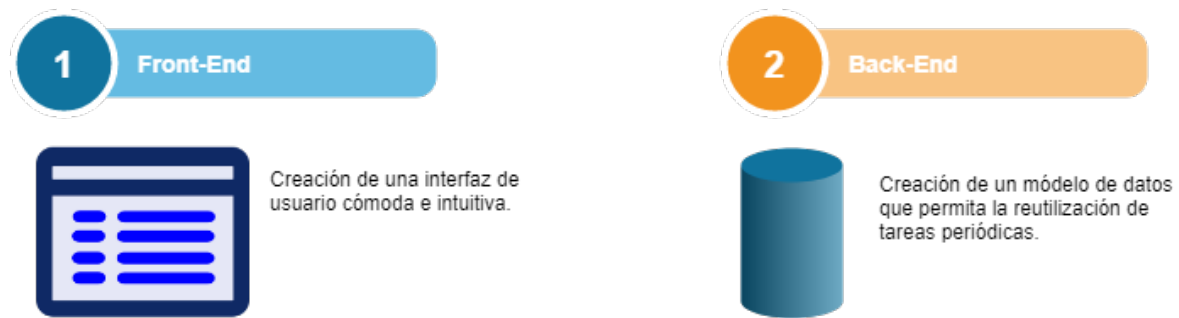 1
Front-End
Creación de una interfaz de
usuario cómoda e intuitiva.
2
Back-End
Creación de un módelo de datos
que permita la reutilización de
tareas periódicas.